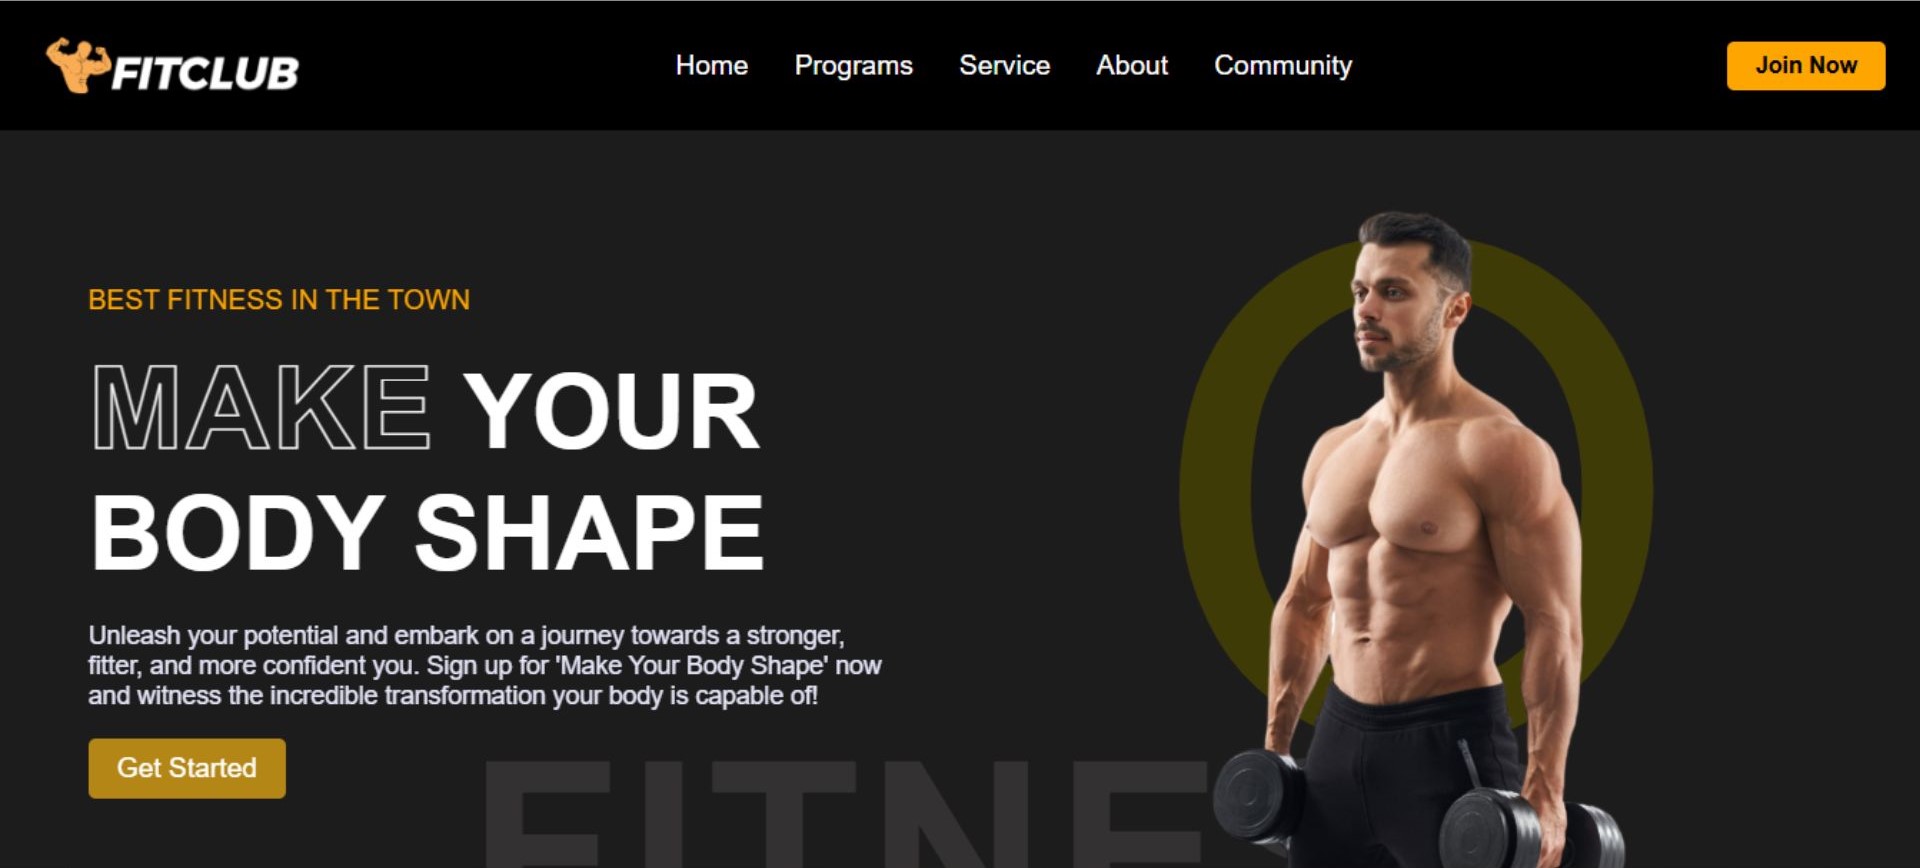 FITCLUB
Home Programs Service About Community
Join Now
BEST FITNESS IN THE TOWN
MAKE YOUR
BODY SHAPE
Unleash your potential and embark on a journey towards a stronger,
fitter, and more confident you. Sign up for 'Make Your Body Shape' now
and witness the incredible transformation your body is capable of!
Get Started
FITNE